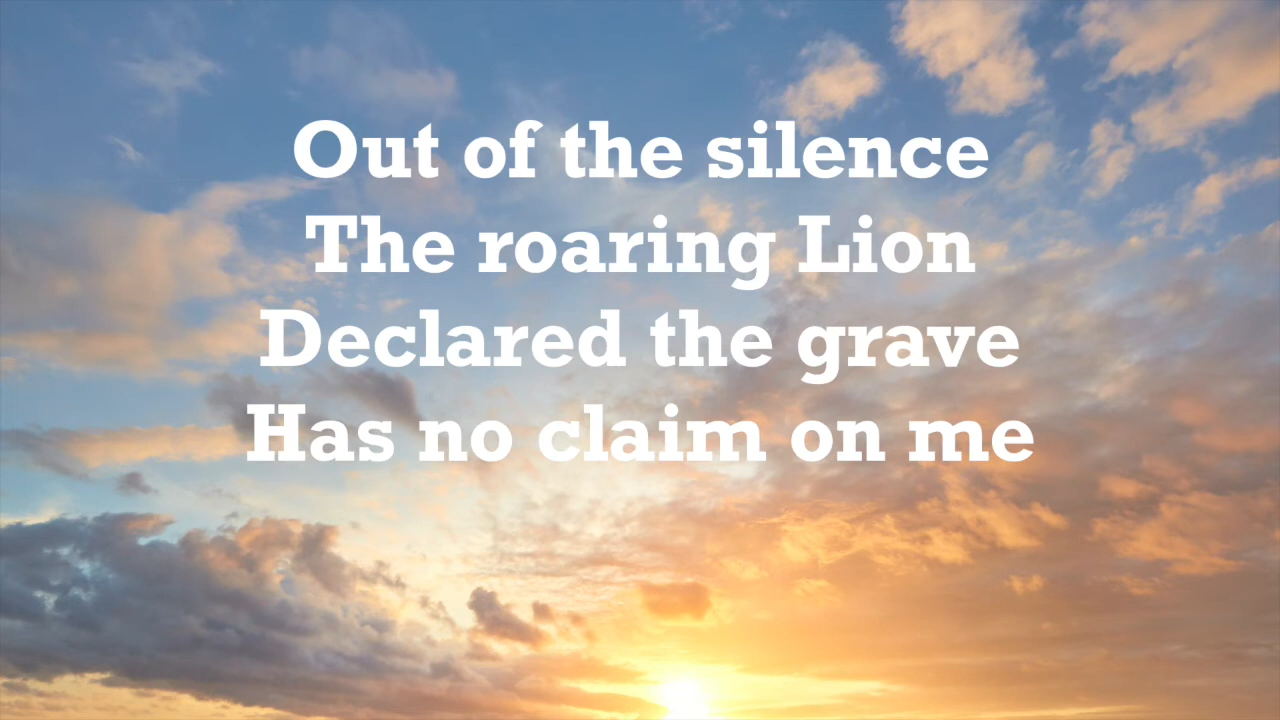 Out of the silence
The roaring Lion
Declared the grave
Has no claim on me